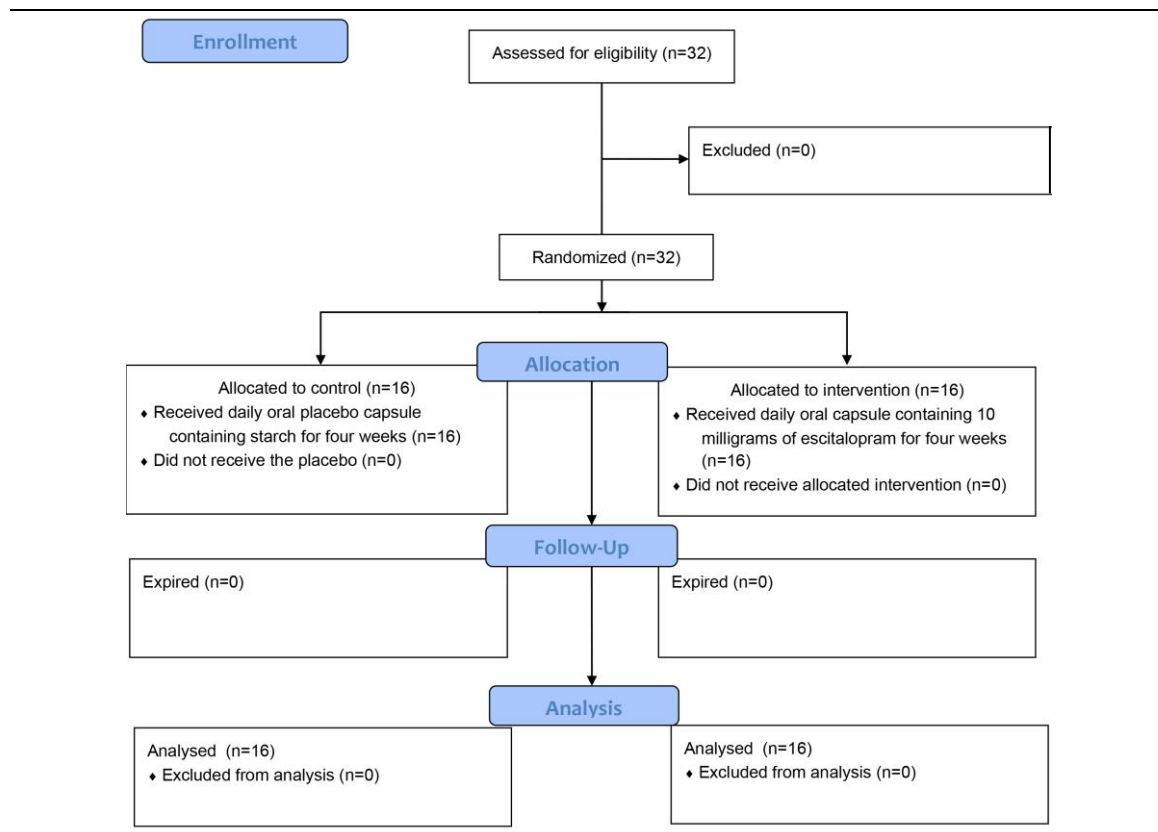 Enrollment
Assessed for eligibility (n=32)
Excluded (n=0)
Randomized (n=32)
Allocation
Allocated to control (n=16)
♦ Received daily oral placebo capsule
containing starch for four weeks (n=16)
♦ Did not receive the placebo (n=0)
Allocated to intervention (n=16)
♦ Received daily oral capsule containing 10
milligrams of escitalopram for four weeks
(n=16)
♦ Did not receive allocated intervention (n=0)
Follow-Up
Expired (n=0)
Expired (n=0)
Analysis
Analysed (n=16)
♦ Excluded from analysis (n=0)
Analysed (n=16)
♦ Excluded from analysis (n=0)